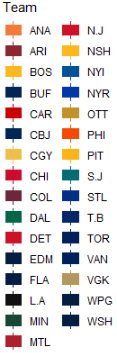 Team
ANA
ARI
BOS
BUF
CAR
CBJ
CGY
CHI
COL
DAL
DET
EDM
FLA
L.A
MIN
MTL
N.J
NSH
NYI
NYR
OTT
PHI
PIT
S.J
STL
T.B
TOR
VAN
VGK
WPG
WSH